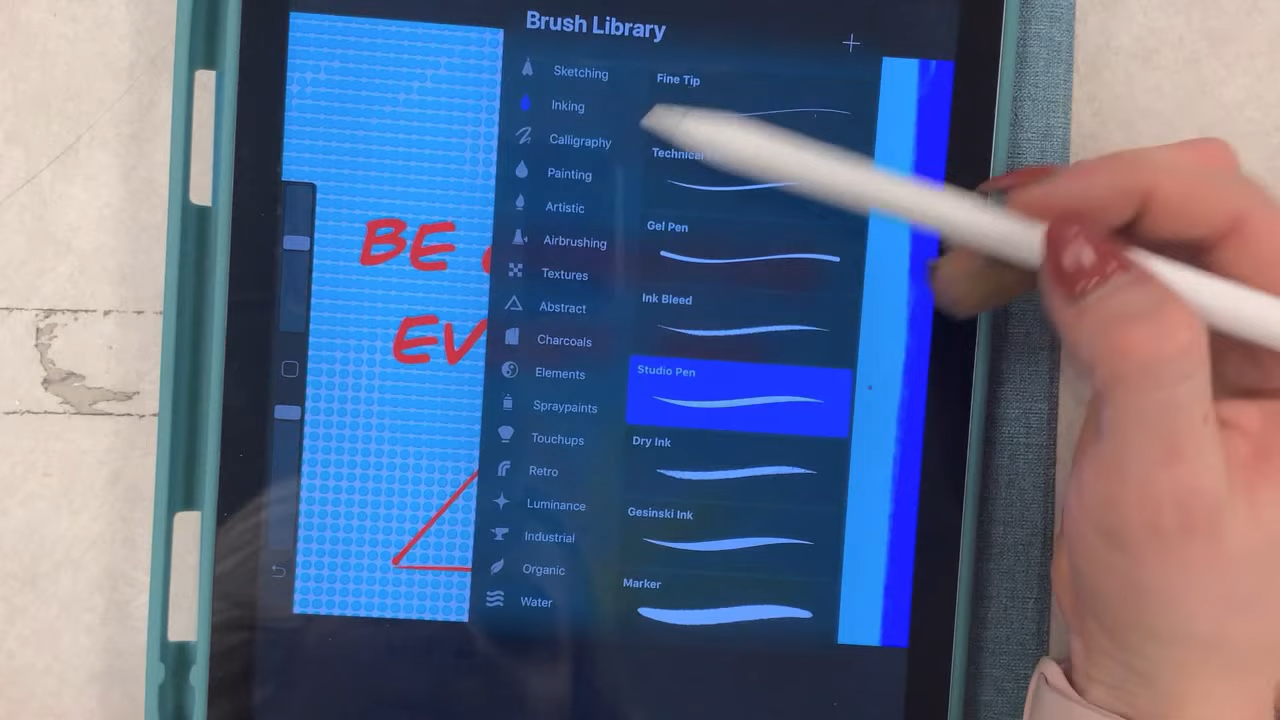 Brush Library
Sketching
Inking
Calligraphy
Painting
Artistic
Airbrushing
Textures
Abstract
Charcoals
Elements
Spraypaints
Touchups
Retro
Luminance
Industrial
Organic
Water
Fine Tip
Technical
Gel Pen
Ink Bleed
Studio Pen
Dry Ink
Gesinski Ink
Marker
BE
EV